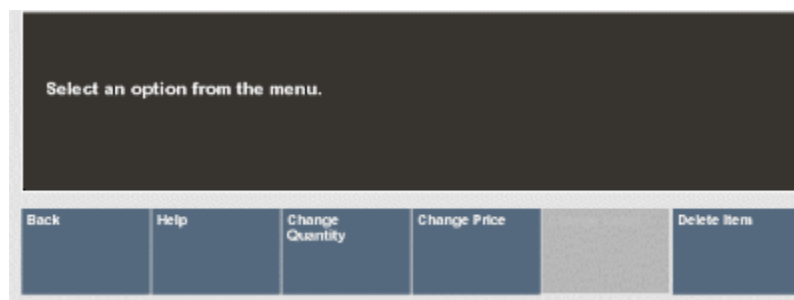 Select an option from the menu.
Back
Help
Change
Quantity
Change Price
Delete Item